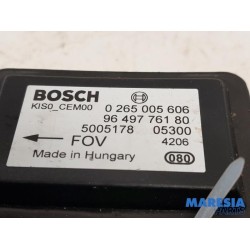 BOSCH
KIS0_CEM00 0 265 005 606
96 497 761 80
5005178 05300
FOV 4206
Made in Hungary 080
MARESIA